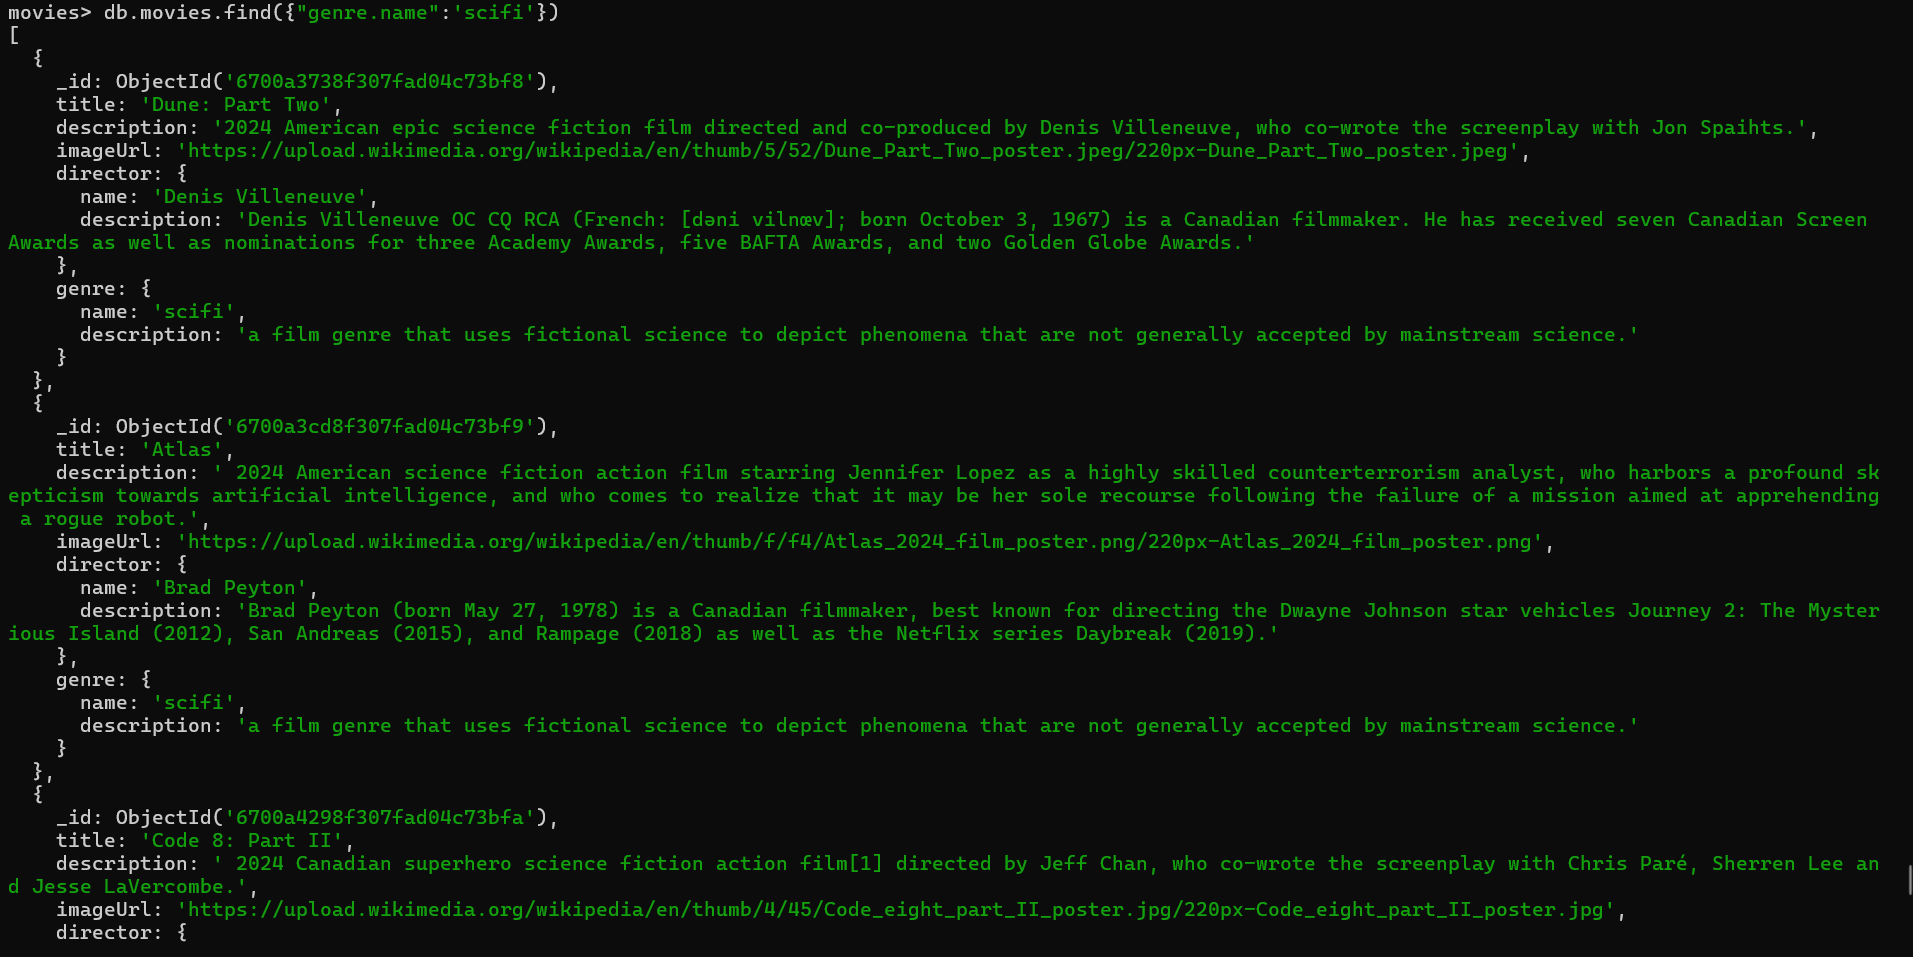 movies> db.movies.find({"genre.name":'scifi'})
[
  {
    _id: ObjectId('6700a3738f307fad04c73bf8'),
    title: 'Dune: Part Two',
    description: '2024 American epic science fiction film directed and co-produced by Denis Villeneuve, who co-wrote the screenplay with Jon Spaihts.',
    imageUrl: 'https://upload.wikimedia.org/wikipedia/en/thumb/5/52/Dune_Part_Two_poster.jpeg/220px-Dune_Part_Two_poster.jpeg',
    director: {
      name: 'Denis Villeneuve',
      description: 'Denis Villeneuve OC CQ RCA (French: [dəni vilnœv]; born October 3, 1967) is a Canadian filmmaker. He has received seven Canadian Screen
Awards as well as nominations for three Academy Awards, five BAFTA Awards, and two Golden Globe Awards.'
    },
    genre: {
      name: 'scifi',
      description: 'a film genre that uses fictional science to depict phenomena that are not generally accepted by mainstream science.'
    }
  },
  {
    _id: ObjectId('6700a3cd8f307fad04c73bf9'),
    title: 'Atlas',
    description: ' 2024 American science fiction action film starring Jennifer Lopez as a highly skilled counterterrorism analyst, who harbors a profound sk
epticism towards artificial intelligence, and who comes to realize that it may be her sole recourse following the failure of a mission aimed at apprehending
 a rogue robot.',
    imageUrl: 'https://upload.wikimedia.org/wikipedia/en/thumb/f/f4/Atlas_2024_film_poster.png/220px-Atlas_2024_film_poster.png',
    director: {
      name: 'Brad Peyton',
      description: 'Brad Peyton (born May 27, 1978) is a Canadian filmmaker, best known for directing the Dwayne Johnson star vehicles Journey 2: The Myster
ious Island (2012), San Andreas (2015), and Rampage (2018) as well as the Netflix series Daybreak (2019).'
    },
    genre: {
      name: 'scifi',
      description: 'a film genre that uses fictional science to depict phenomena that are not generally accepted by mainstream science.'
    }
  },
  {
    _id: ObjectId('6700a4298f307fad04c73bfa'),
    title: 'Code 8: Part II',
    description: ' 2024 Canadian superhero science fiction action film[1] directed by Jeff Chan, who co-wrote the screenplay with Chris Paré, Sherren Lee an
d Jesse LaVercombe.',
    imageUrl: 'https://upload.wikimedia.org/wikipedia/en/thumb/4/45/Code_eight_part_II_poster.jpg/220px-Code_eight_part_II_poster.jpg',
    director: {